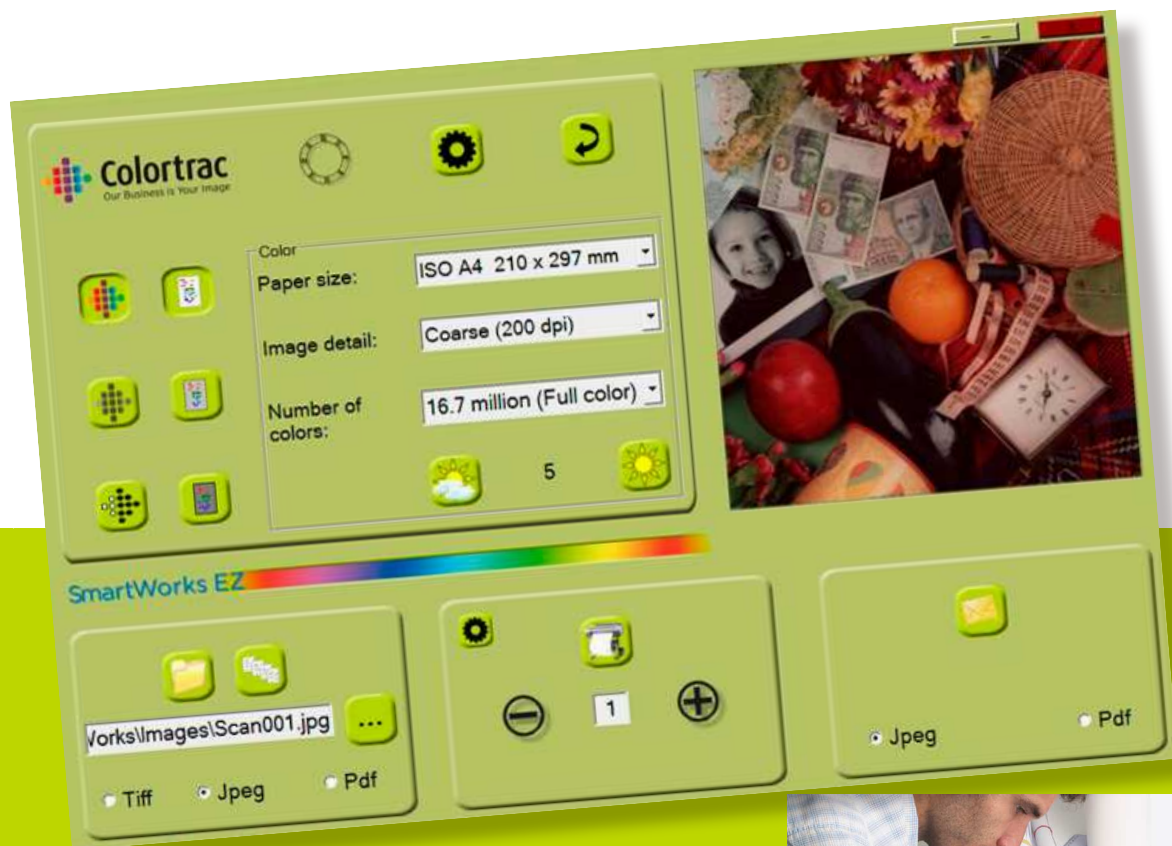 Colortrac
Our Business is Your Image
Color
Paper size:
ISO A4 210 x 297 mm
Image detail:
Coarse (200 dpi)
Number of
colors:
16.7 million (Full color)
5
SmartWorks EZ
Works\Images\Scan001.jpg
...
Tiff
Jpeg
Pdf
1
Jpeg
Pdf